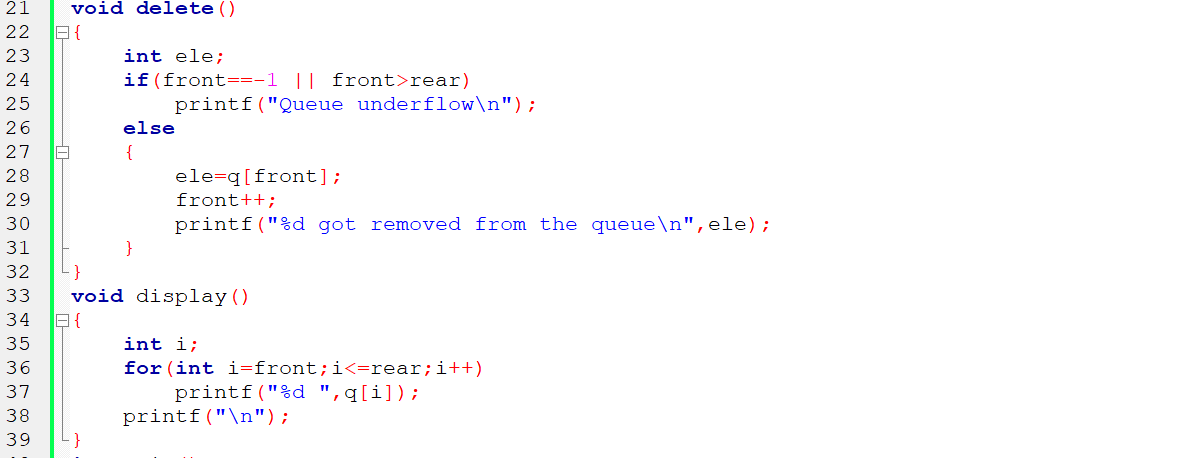 21 void delete()
22 {
23 int ele;
24 if(front==-1 || front>rear)
25 printf("Queue underflow\n");
26 else
27 {
28 ele=q[front];
29 front++;
30 printf("%d got removed from the queue\n",ele);
31 }
32 }
33 void display()
34 {
35 int i;
36 for(int i=front;i<=rear;i++)
37 printf("%d ",q[i]);
38 printf("\n");
39 }